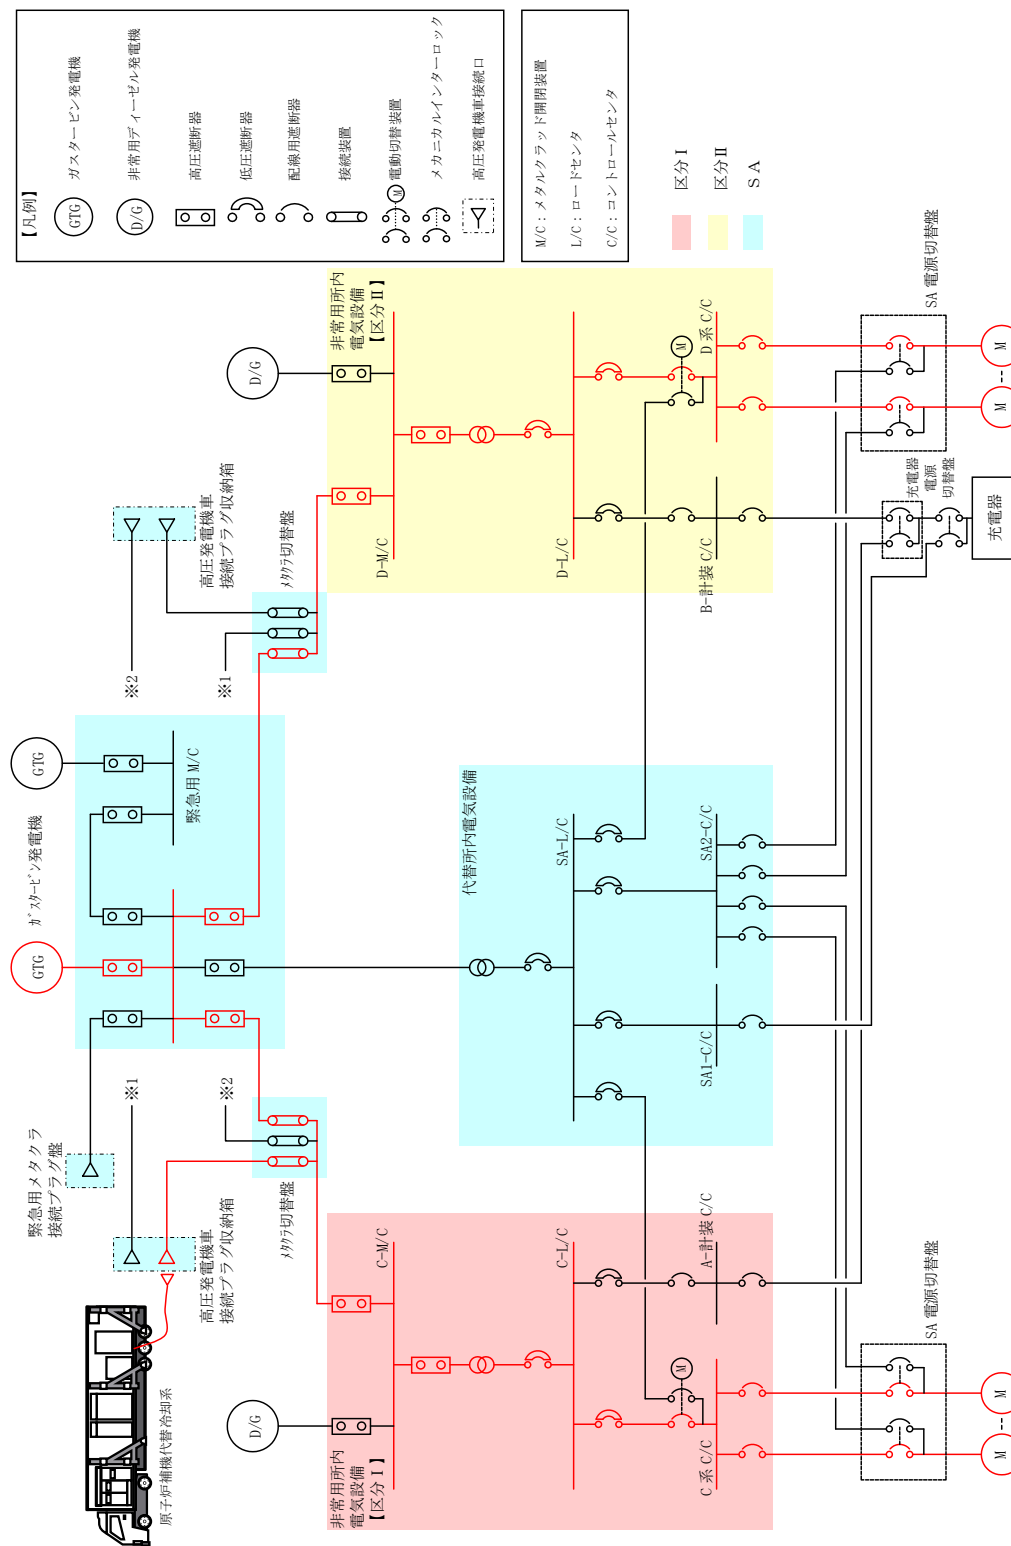 【凡例】
GTG
ガスタービン発電機
D/G
非常用ディーゼル発電機
高圧遮断器
低圧遮断器
配線用遮断器
接続装置
M
電動切替装置
メカニカルインターロック
高圧発電機車接続口
M/C：メタルクラッド開閉装置
L/C：ロードセンタ
C/C：コントロールセンタ
区分Ⅰ
区分Ⅱ
ＳＡ
原子炉補機代替冷却系
緊急用メタクラ
接続プラグ盤
高圧発電機車
接続プラグ収納箱
※1
※2
ﾒﾀｸﾗ切替盤
GTG
ｶﾞｽﾀｰﾋﾞﾝ発電機
GTG
緊急用 M/C
※2
※1
高圧発電機車
接続プラグ収納箱
ﾒﾀｸﾗ切替盤
D/G
非常用所内
電気設備
【区分Ⅰ】
C-M/C
C-L/C
M
C 系 C/C
A-計装 C/C
代替所内電気設備
SA-L/C
SA1-C/C
SA2-C/C
D/G
非常用所内
電気設備
【区分Ⅱ】
D-M/C
D-L/C
M
B-計装 C/C
D 系 C/C
SA 電源切替盤
M
M
充電器
電源
切替盤
充電器
SA 電源切替盤
M
M